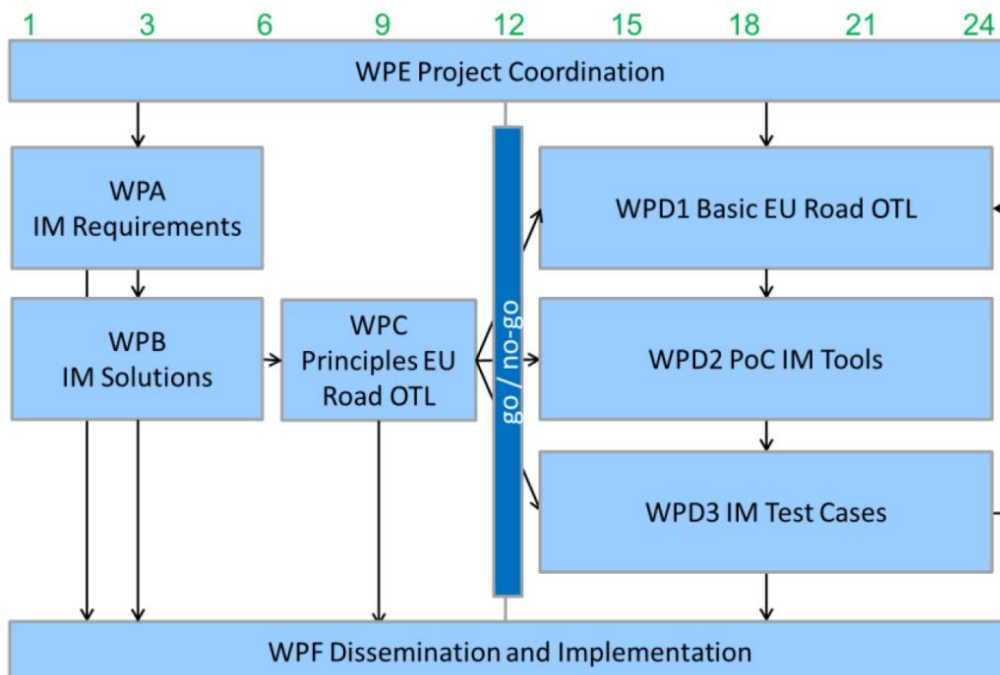 1 3 6 9 12 15 18 21 24
WPE Project Coordination
WPA
IM Requirements
WPB
IM Solutions
WPC
Principles EU
Road OTL
go / no-go
WPD1 Basic EU Road OTL
WPD2 PoC IM Tools
WPD3 IM Test Cases
WPF Dissemination and Implementation